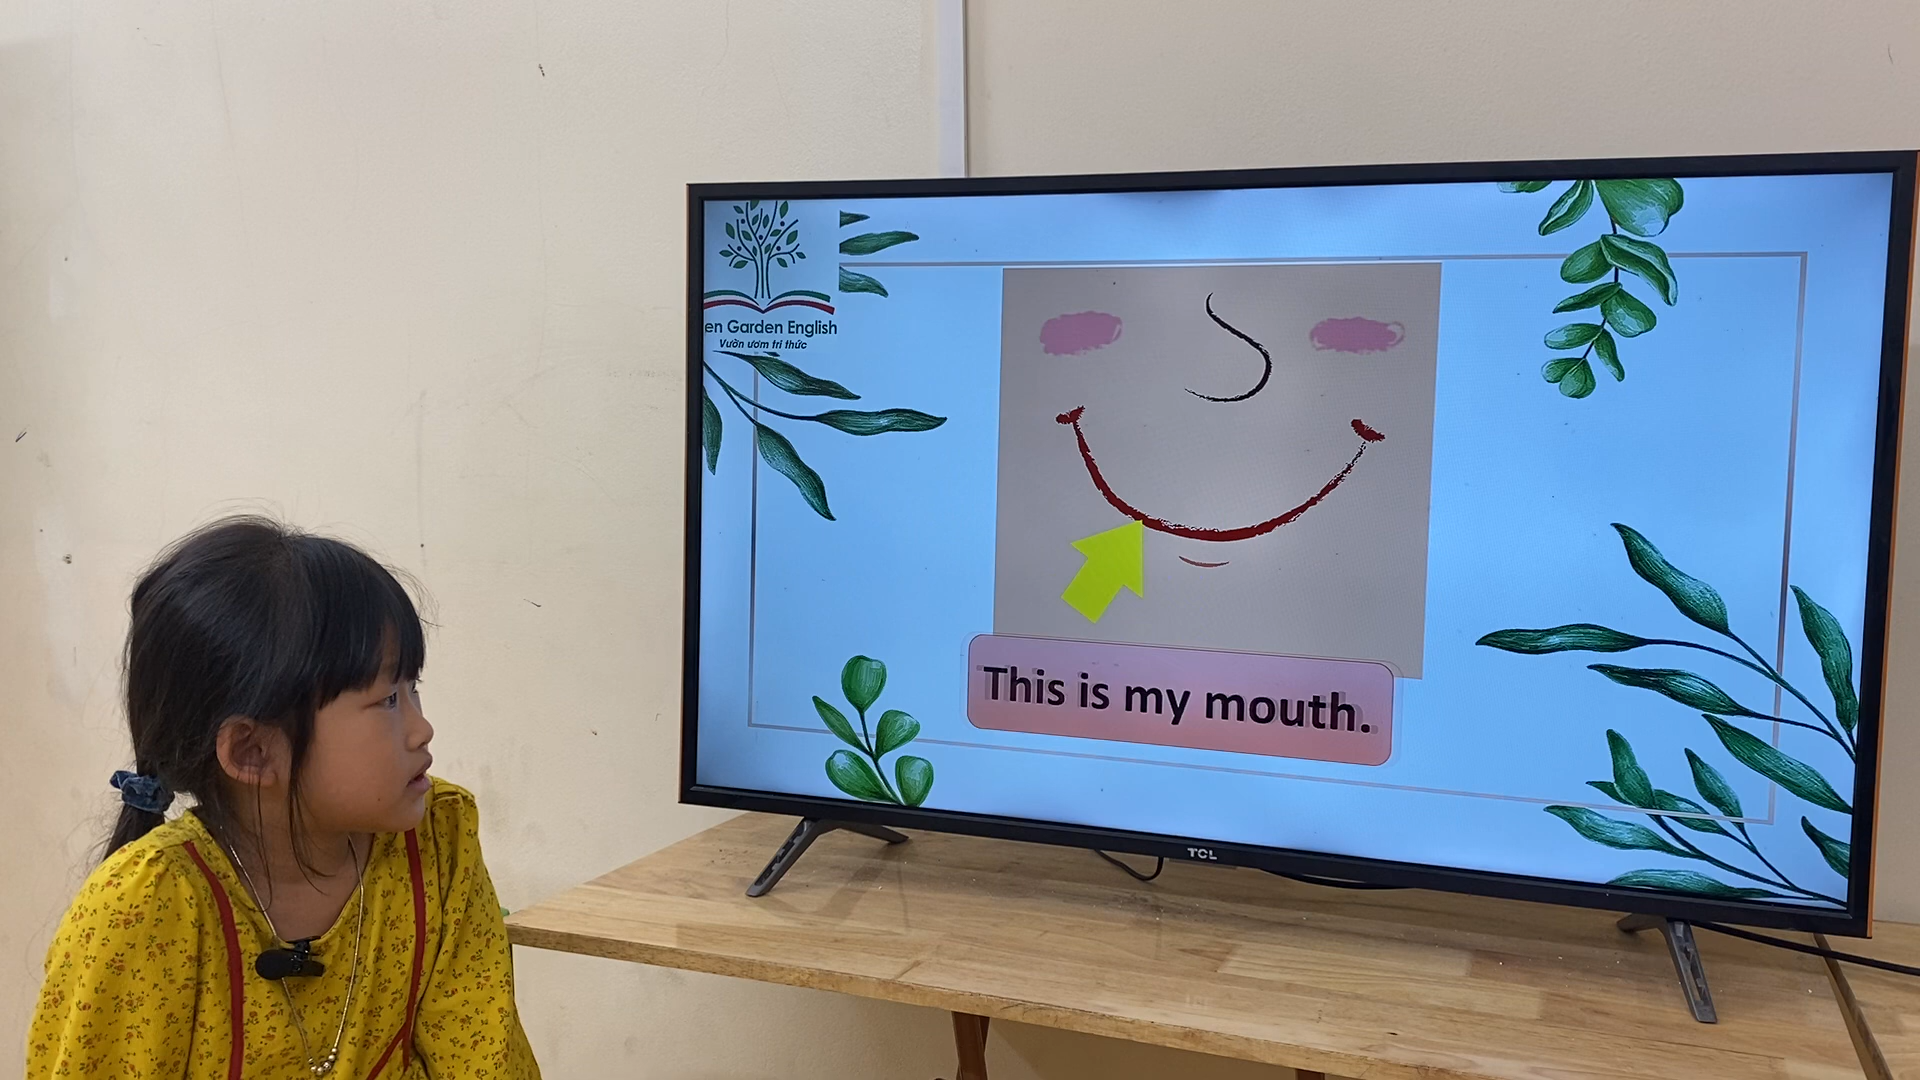 en Garden English
Vườn ươm tri thức
This is my mouth.
TCL